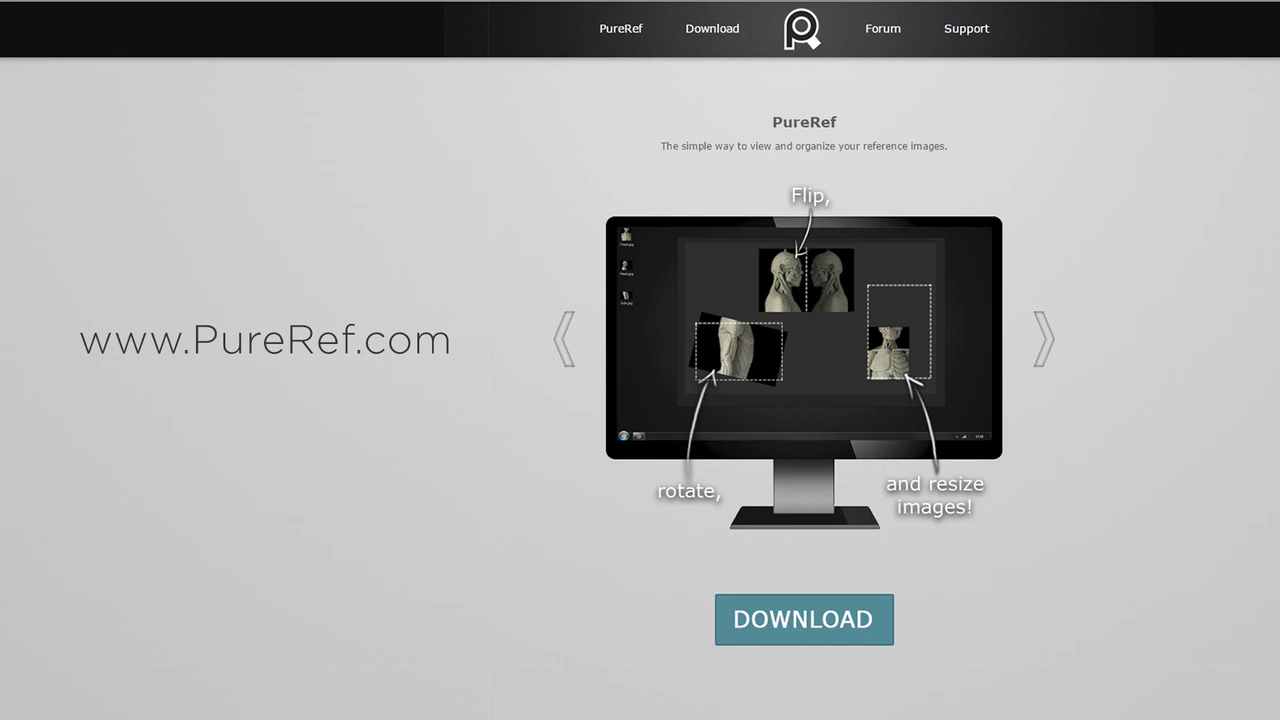 PureRef
Download
Forum
Support
PureRef
The simple way to view and organize your reference images.
Flip,
www.PureRef.com
rotate,
and resize
images!
DOWNLOAD